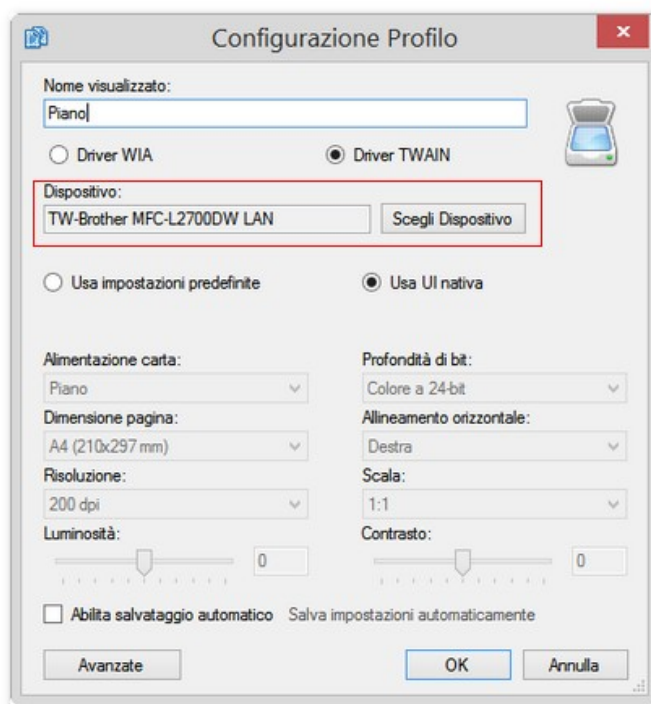 Configurazione Profilo
Nome visualizzato:
Piano
Driver WIA
Driver TWAIN
Dispositivo:
TW-Brother MFC-L2700DW LAN
Scegli Dispositivo
Usa impostazioni predefinite
Usa UI nativa
Alimentazione carta:
Profondità di bit:
Piano
Colore a 24-bit
Dimensione pagina:
Allineamento orizzontale:
A4 (210x297 mm)
Destra
Risoluzione:
Scala:
200 dpi
1:1
Luminosità:
Contrasto:
0
0
Abilita salvataggio automatico
Salva impostazioni automaticamente
Avanzate
OK
Annulla